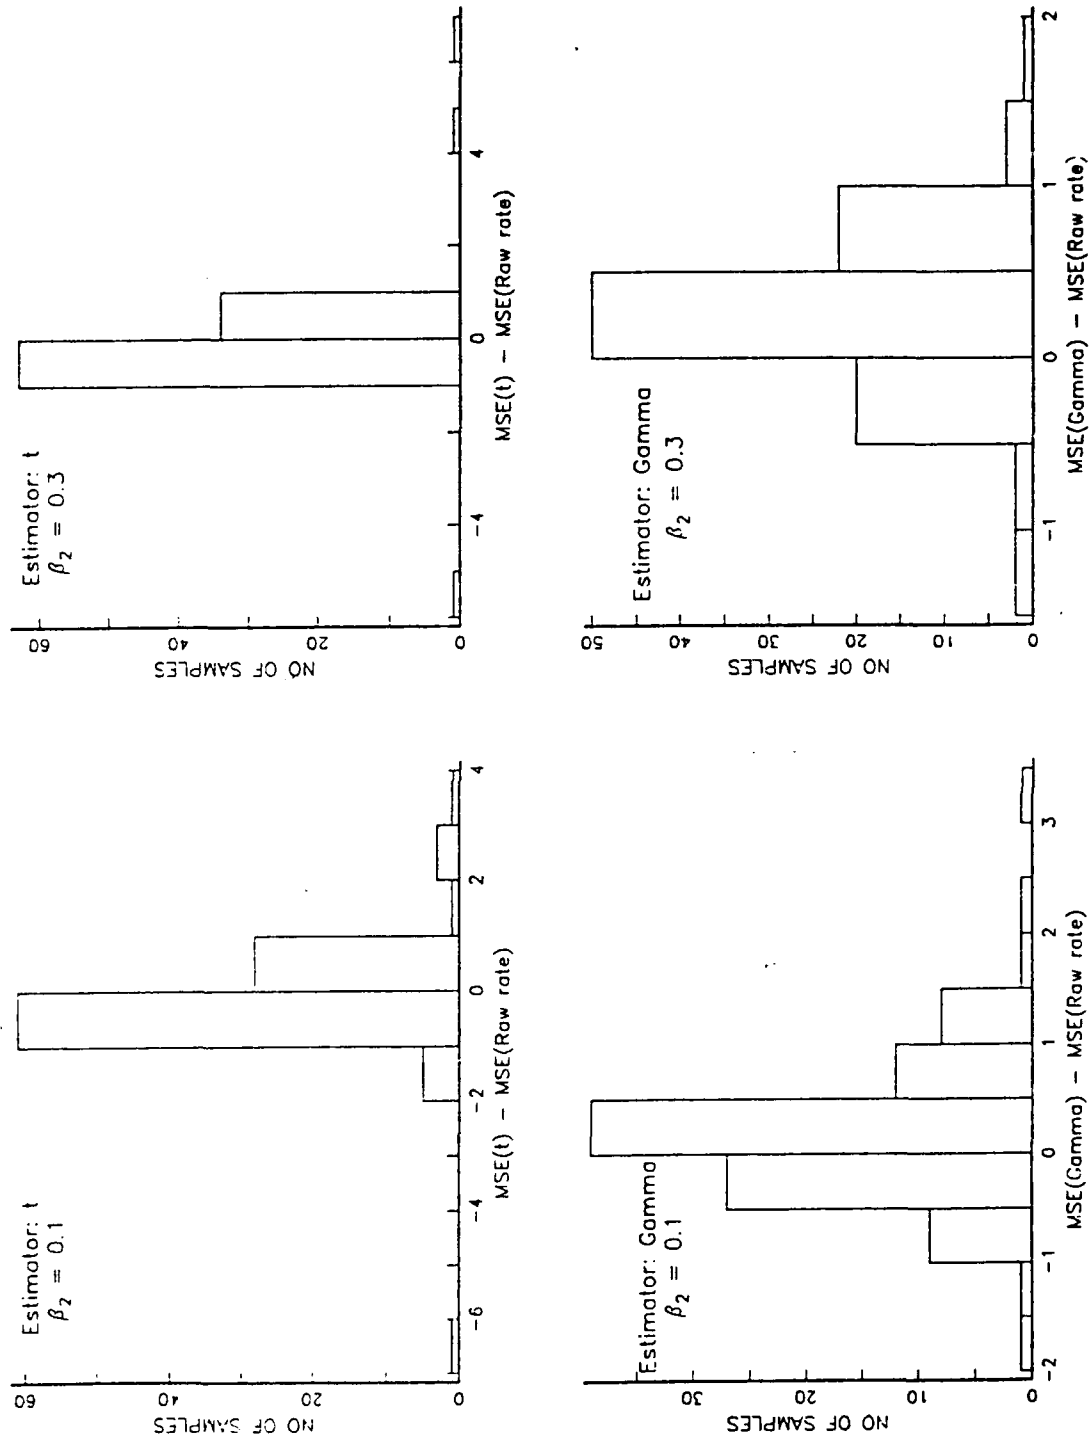 Estimator: t
β₂ = 0.1
NO OF SAMPLES
0
20
40
60
-6
-4
-2
0
2
4
MSE(t) - MSE(Raw rate)
Estimator: t
β₂ = 0.3
NO OF SAMPLES
0
20
40
60
-4
0
4
MSE(t) - MSE(Raw rate)
Estimator: Gamma
β₂ = 0.1
NO OF SAMPLES
0
10
20
30
-2
-1
0
1
2
3
MSE(Gamma) - MSE(Raw rate)
Estimator: Gamma
β₂ = 0.3
NO OF SAMPLES
0
10
20
30
40
50
-1
0
1
2
MSE(Gamma) - MSE(Raw rate)